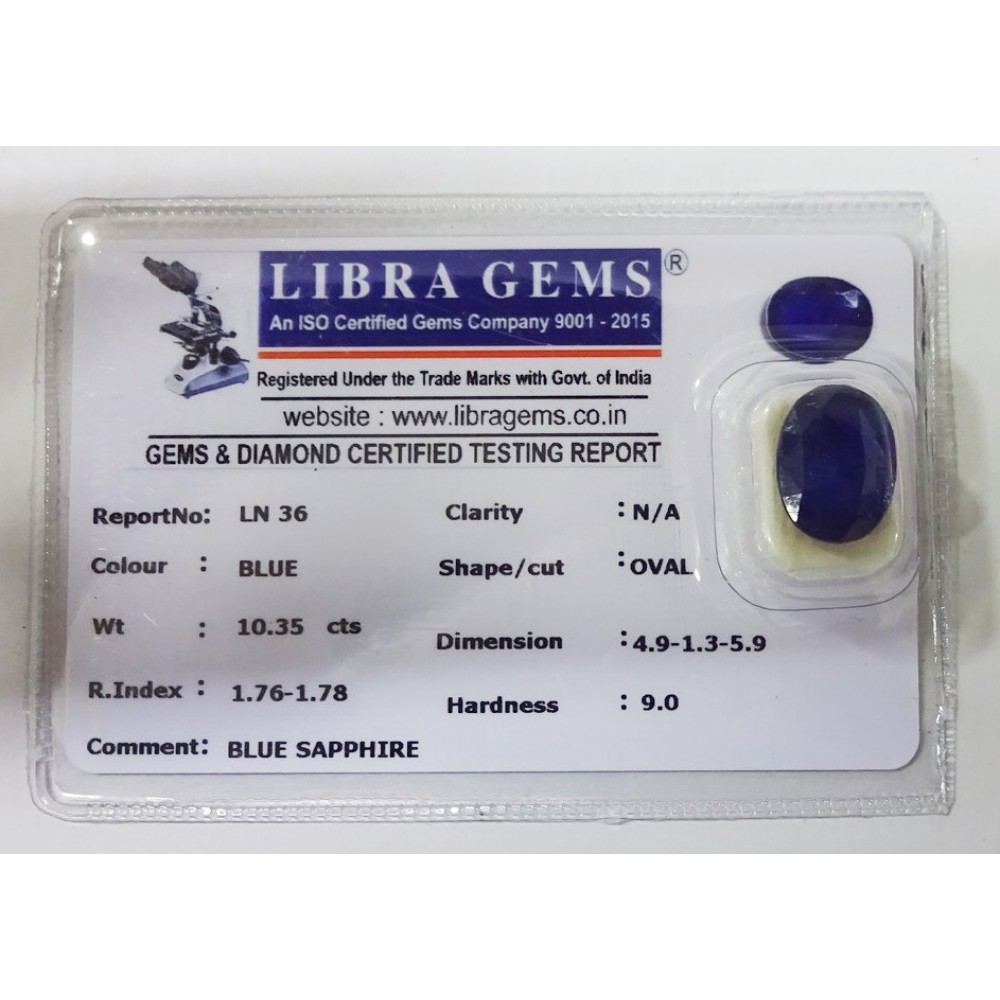 LIBRA GEMS ®
An ISO Certified Gems Company 9001 - 2015
Registered Under the Trade Marks with Govt. of India
website : www.libragems.co.in
GEMS & DIAMOND CERTIFIED TESTING REPORT
ReportNo: LN 36 Clarity : N/A
Colour : BLUE Shape/cut : OVAL
Wt : 10.35 cts Dimension : 4.9-1.3-5.9
R.Index : 1.76-1.78 Hardness : 9.0
Comment: BLUE SAPPHIRE